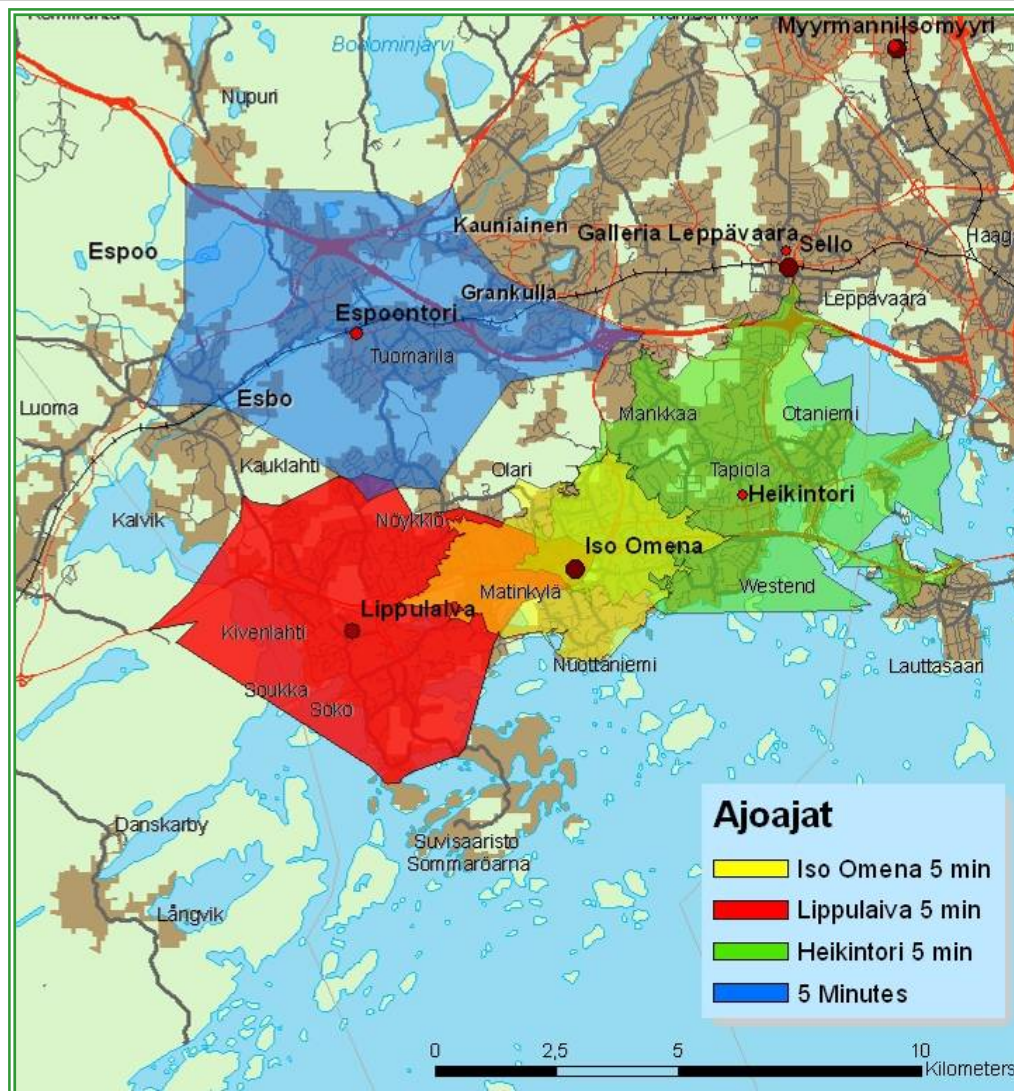 Bodominjärvi
Myyrmanni Isomyyri
Nupuri
Kauniainen
Galleria Leppävaara
Sello
Espoo
Grankulla
Leppävaara
Espoontori
Tuomarila
Esbo
Luoma
Mankkaa
Otaniemi
Kauklahti
Olari
Tapiola
Heikintori
Kalvik
Nöykkiö
Iso Omena
Matinkylä
Westend
Lippulaiva
Kivenlahti
Nuottaniemi
Lauttasaari
Soukka
Soko
Danskarby
Suvisaaristo
Sommaröarna
Långvik
Ajoajat
Iso Omena 5 min
Lippulaiva 5 min
Heikintori 5 min
5 Minutes
0 2,5 5 10
Kilometers